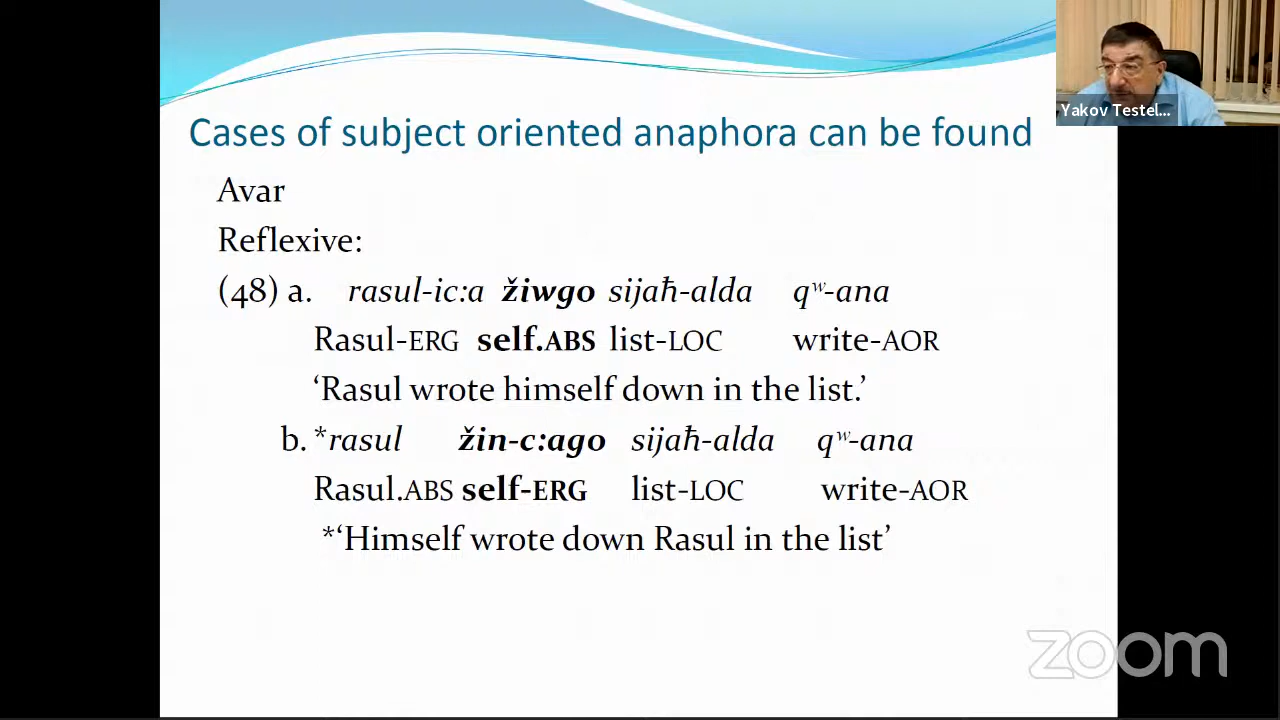 Cases of subject oriented anaphora can be found
Yakov Testel...
Avar
Reflexive:
(48) a. rasul-ic:a žiwgo sijaħ-alda qʷ-ana
Rasul-ERG self.ABS list-LOC write-AOR
‘Rasul wrote himself down in the list.’
b. *rasul žin-c:ago sijaħ-alda qʷ-ana
Rasul.ABS self-ERG list-LOC write-AOR
*‘Himself wrote down Rasul in the list’
zoom